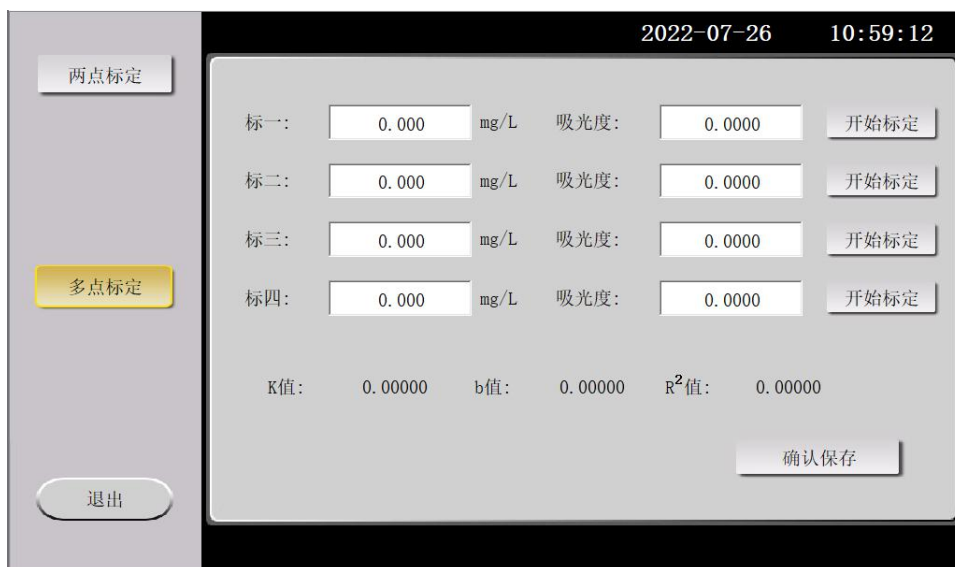 2022-07-26 10:59:12
两点标定
标一: 0.000 mg/L 吸光度: 0.0000 开始标定
标二: 0.000 mg/L 吸光度: 0.0000 开始标定
标三: 0.000 mg/L 吸光度: 0.0000 开始标定
多点标定
标四: 0.000 mg/L 吸光度: 0.0000 开始标定
K值: 0.00000 b值: 0.00000 R²值: 0.00000
确认保存
退出